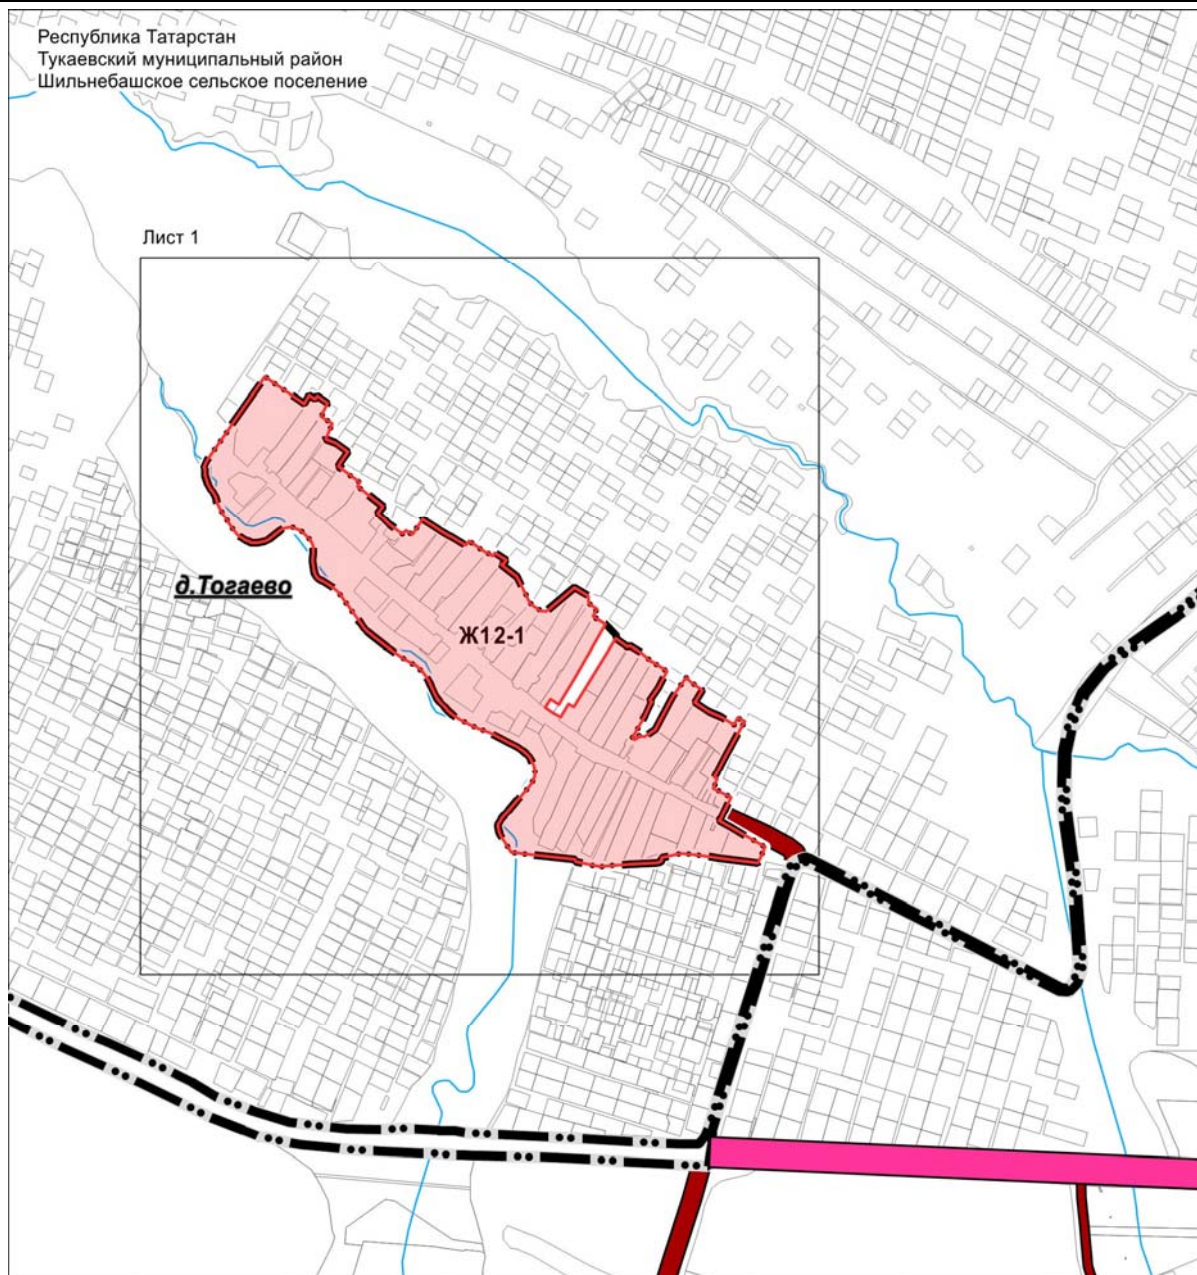 Республика Татарстан
Тукаевский муниципальный район
Шильнебашское сельское поселение
Лист 1
д.Тогаево
Ж12-1